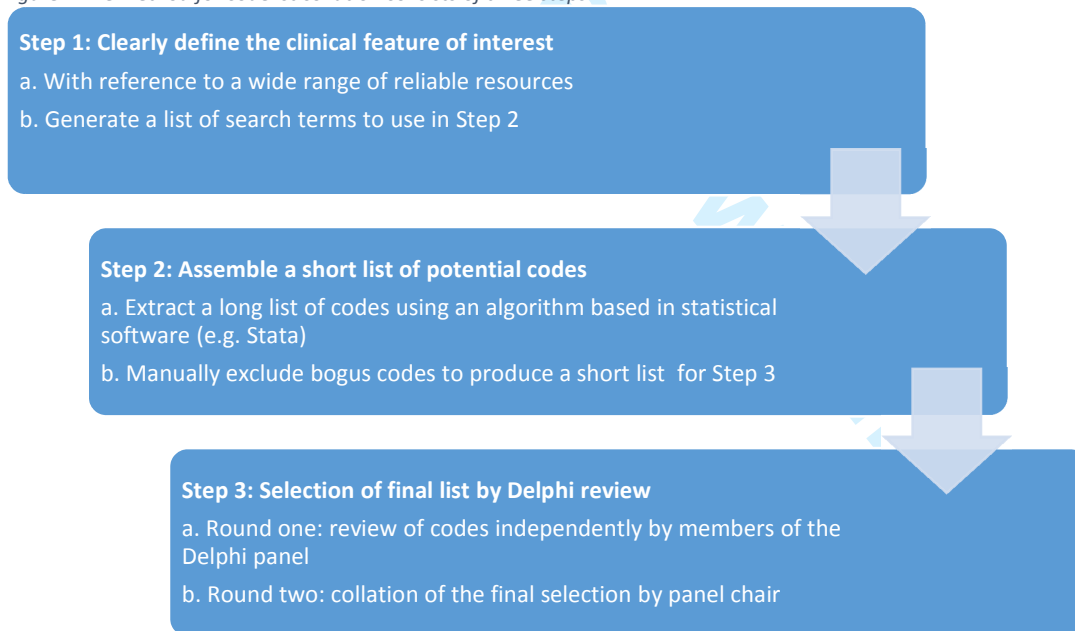 Step 1: Clearly define the clinical feature of interest
a. With reference to a wide range of reliable resources
b. Generate a list of search terms to use in Step 2
Step 2: Assemble a short list of potential codes
a. Extract a long list of codes using an algorithm based in statistical
software (e.g. Stata)
b. Manually exclude bogus codes to produce a short list for Step 3
Step 3: Selection of final list by Delphi review
a. Round one: review of codes independently by members of the
Delphi panel
b. Round two: collation of the final selection by panel chair